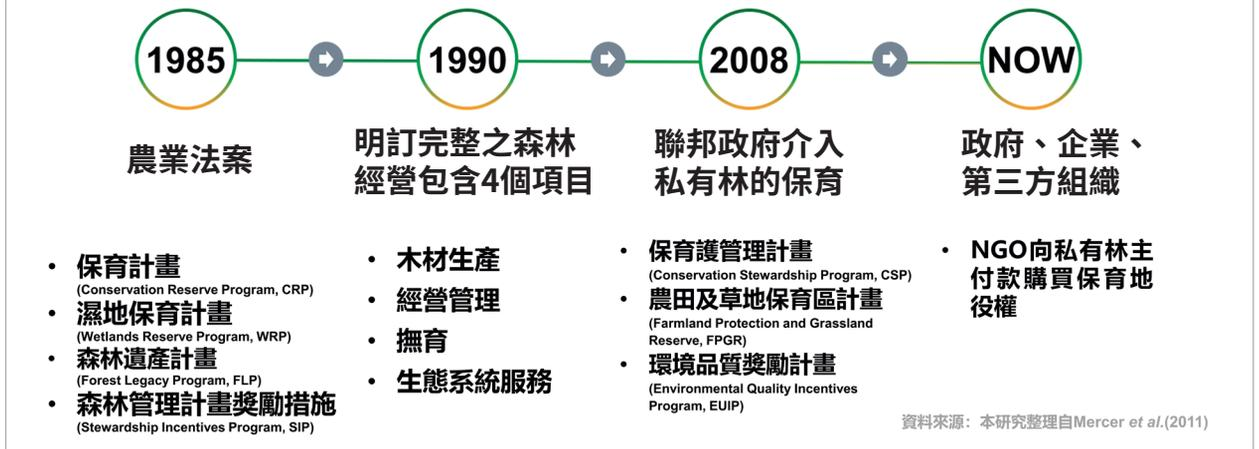 1985
1990
2008
NOW
農業法案
明訂完整之森林
經營包含4個項目
聯邦政府介入
私有林的保育
政府、企業、
第三方組織
• 保育計畫
(Conservation Reserve Program, CRP)
• 濕地保育計畫
(Wetlands Reserve Program, WRP)
• 森林遺產計畫
(Forest Legacy Program, FLP)
• 森林管理計畫獎勵措施
(Stewardship Incentives Program, SIP)
• 木材生產
• 經營管理
• 撫育
• 生態系統服務
• 保育護管理計畫
(Conservation Stewardship Program, CSP)
• 農田及草地保育區計畫
(Farmland Protection and Grassland
Reserve, FPGR)
• 環境品質獎勵計畫
(Environmental Quality Incentives
Program, EUIP)
• NGO向私有林主
付款購買保育地
役權
資料來源：本研究整理自Mercer et al.(2011)